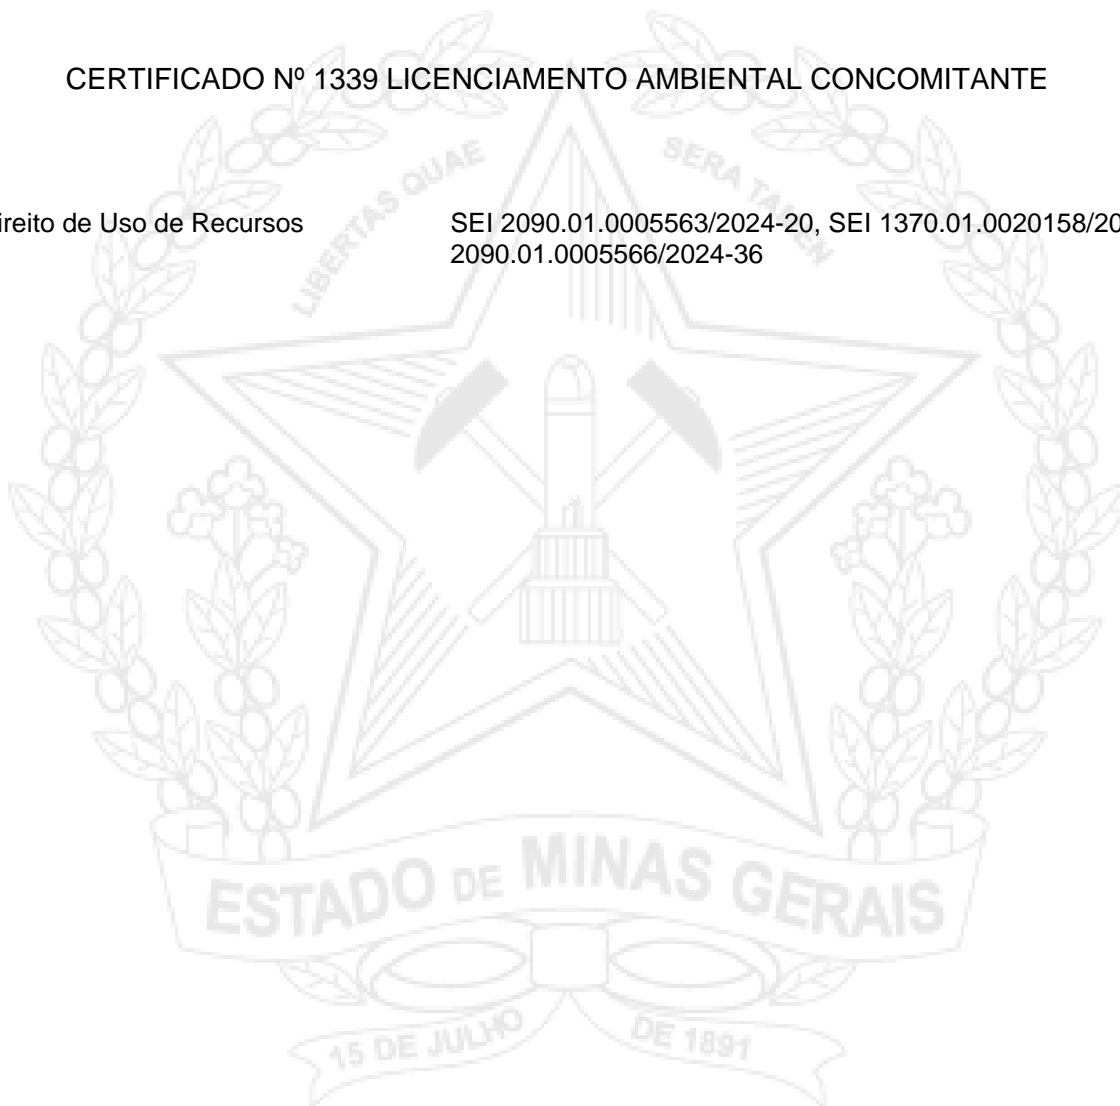 CERTIFICADO Nº 1339 LICENCIAMENTO AMBIENTAL CONCOMITANTE
LIBERTAS QUAE SERA TAMEN
ireito de Uso de Recursos SEI 2090.01.0005563/2024-20, SEI 1370.01.0020158/20
2090.01.0005566/2024-36
ESTADO DE MINAS GERAIS
15 DE JULHO DE 1891